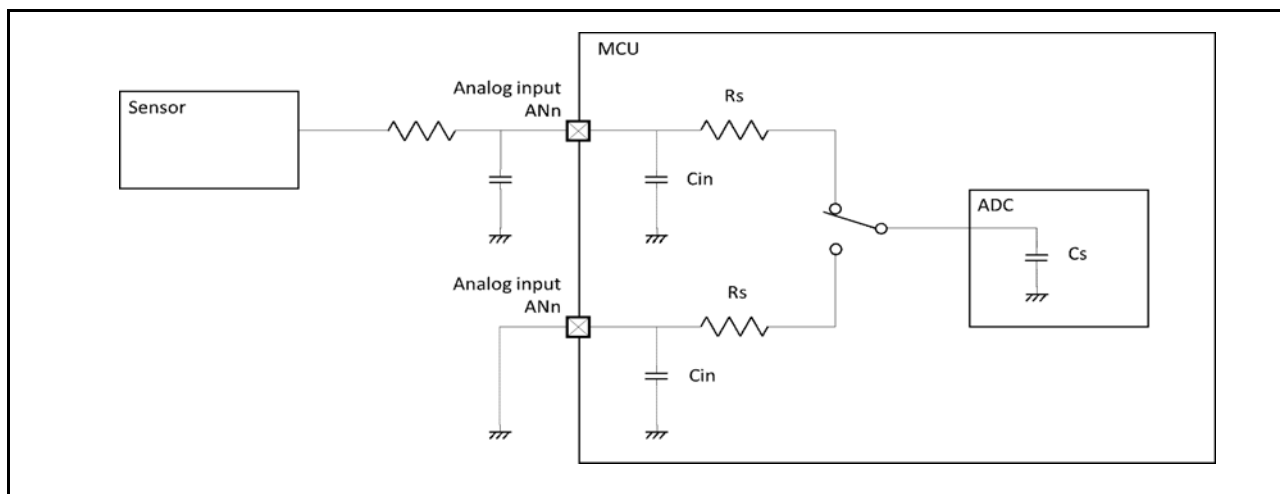 MCU
Sensor
Analog input
ANn
Rs
Cin
ADC
Cs
Analog input
ANn
Rs
Cin